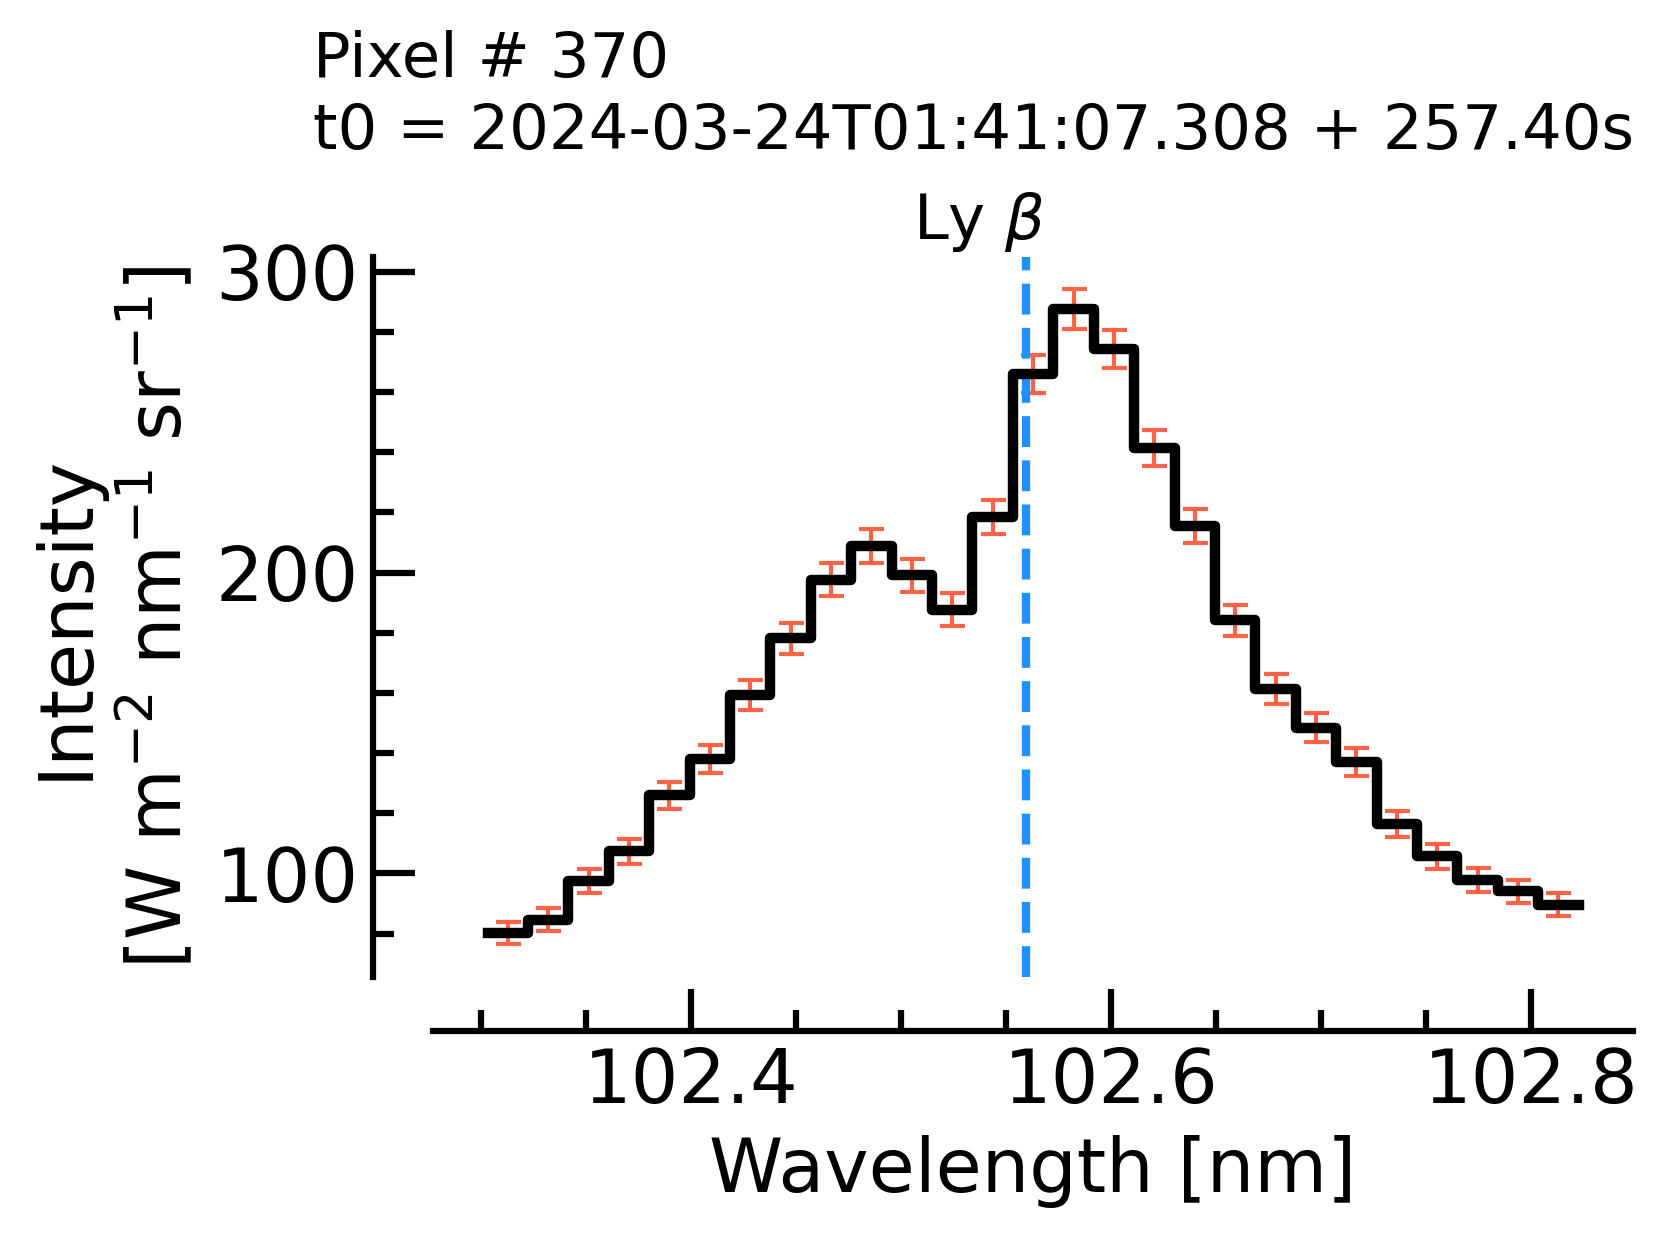 Pixel # 370
t0 = 2024-03-24T01:41:07.308 + 257.40s
Ly β
300
200
100
Intensity
[W m⁻² nm⁻¹ sr⁻¹]
102.4 102.6 102.8
Wavelength [nm]